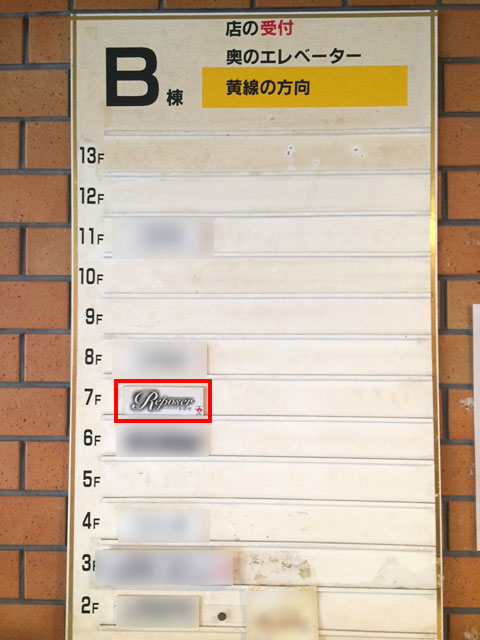 店の受付
奥のエレベーター
B棟 黄線の方向
13F
12F
11F
10F
9F
8F
7F Reposer
6F
5F
4F
3F
2F